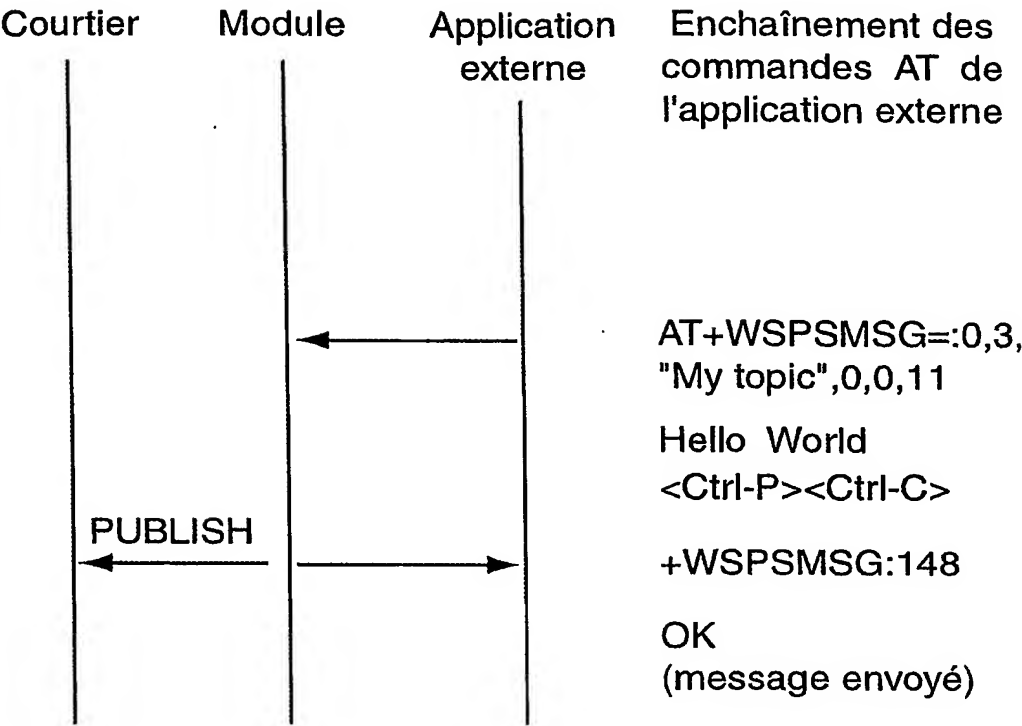 Courtier
Module
Application
externe
Enchaînement des
commandes AT de
l'application externe
AT+WSPSMSG=:0,3,
"My topic",0,0,11
Hello World
<Ctrl-P><Ctrl-C>
PUBLISH
+WSPSMSG:148
OK
(message envoyé)